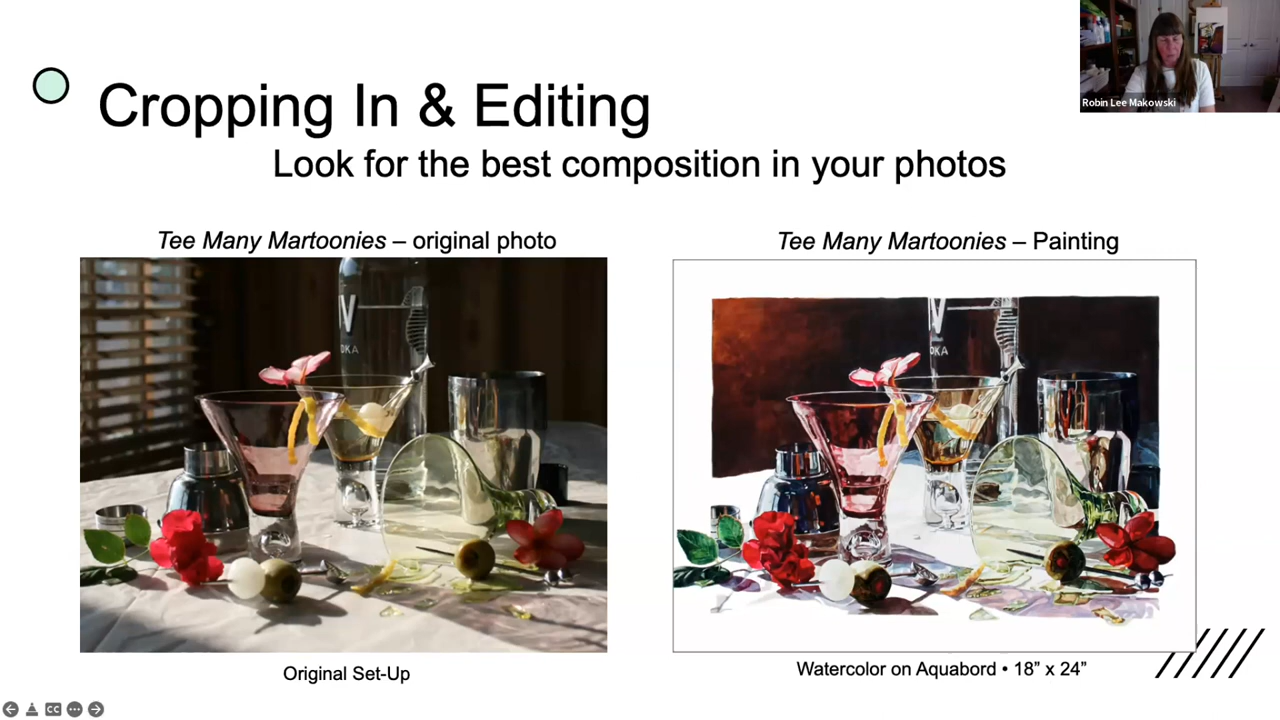 Robin Lee Makowski
Cropping In & Editing
Look for the best composition in your photos
Tee Many Martoonies – original photo
Tee Many Martoonies – Painting
V
OKA
V
OKA
Original Set-Up
Watercolor on Aquabord • 18” x 24”
CC